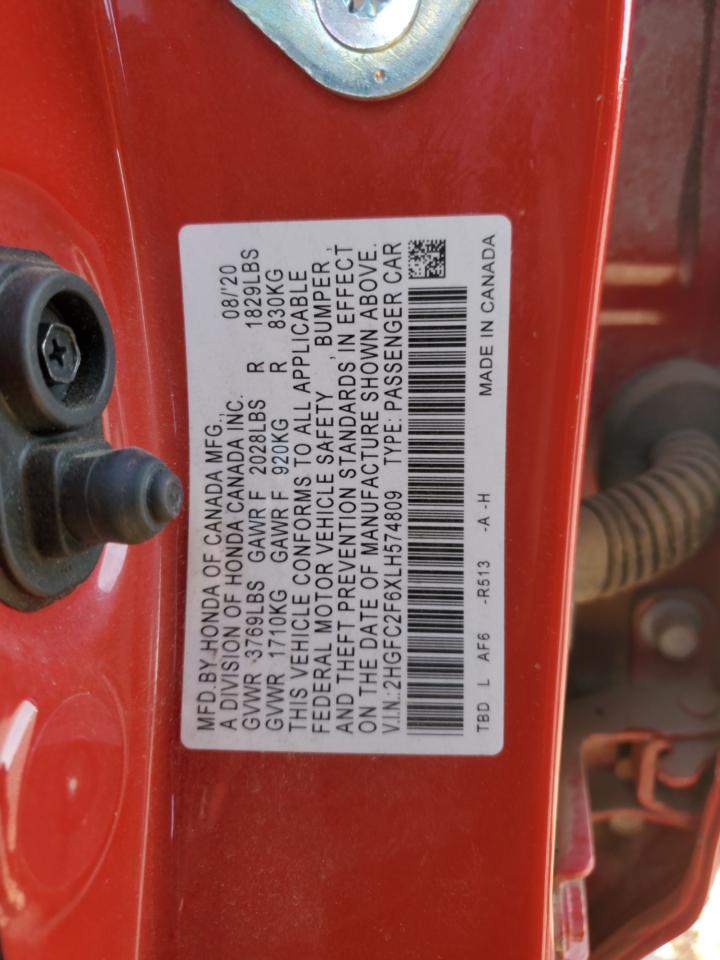 MFD.BY HONDA OF CANADA MFG., 08/'20
A DIVISION OF HONDA CANADA INC.
GVWR 3769LBS GAWR F 2028LBS R 1829LBS
GVWR 1710KG GAWR F 920KG R 830KG
THIS VEHICLE CONFORMS TO ALL APPLICABLE
FEDERAL MOTOR VEHICLE SAFETY , BUMPER ,
AND THEFT PREVENTION STANDARDS IN EFFECT
ON THE DATE OF MANUFACTURE SHOWN ABOVE.
V.I.N.:2HGFC2F6XLH574809 TYPE: PASSENGER CAR
TBD L AF6 -R513 -A -H MADE IN CANADA